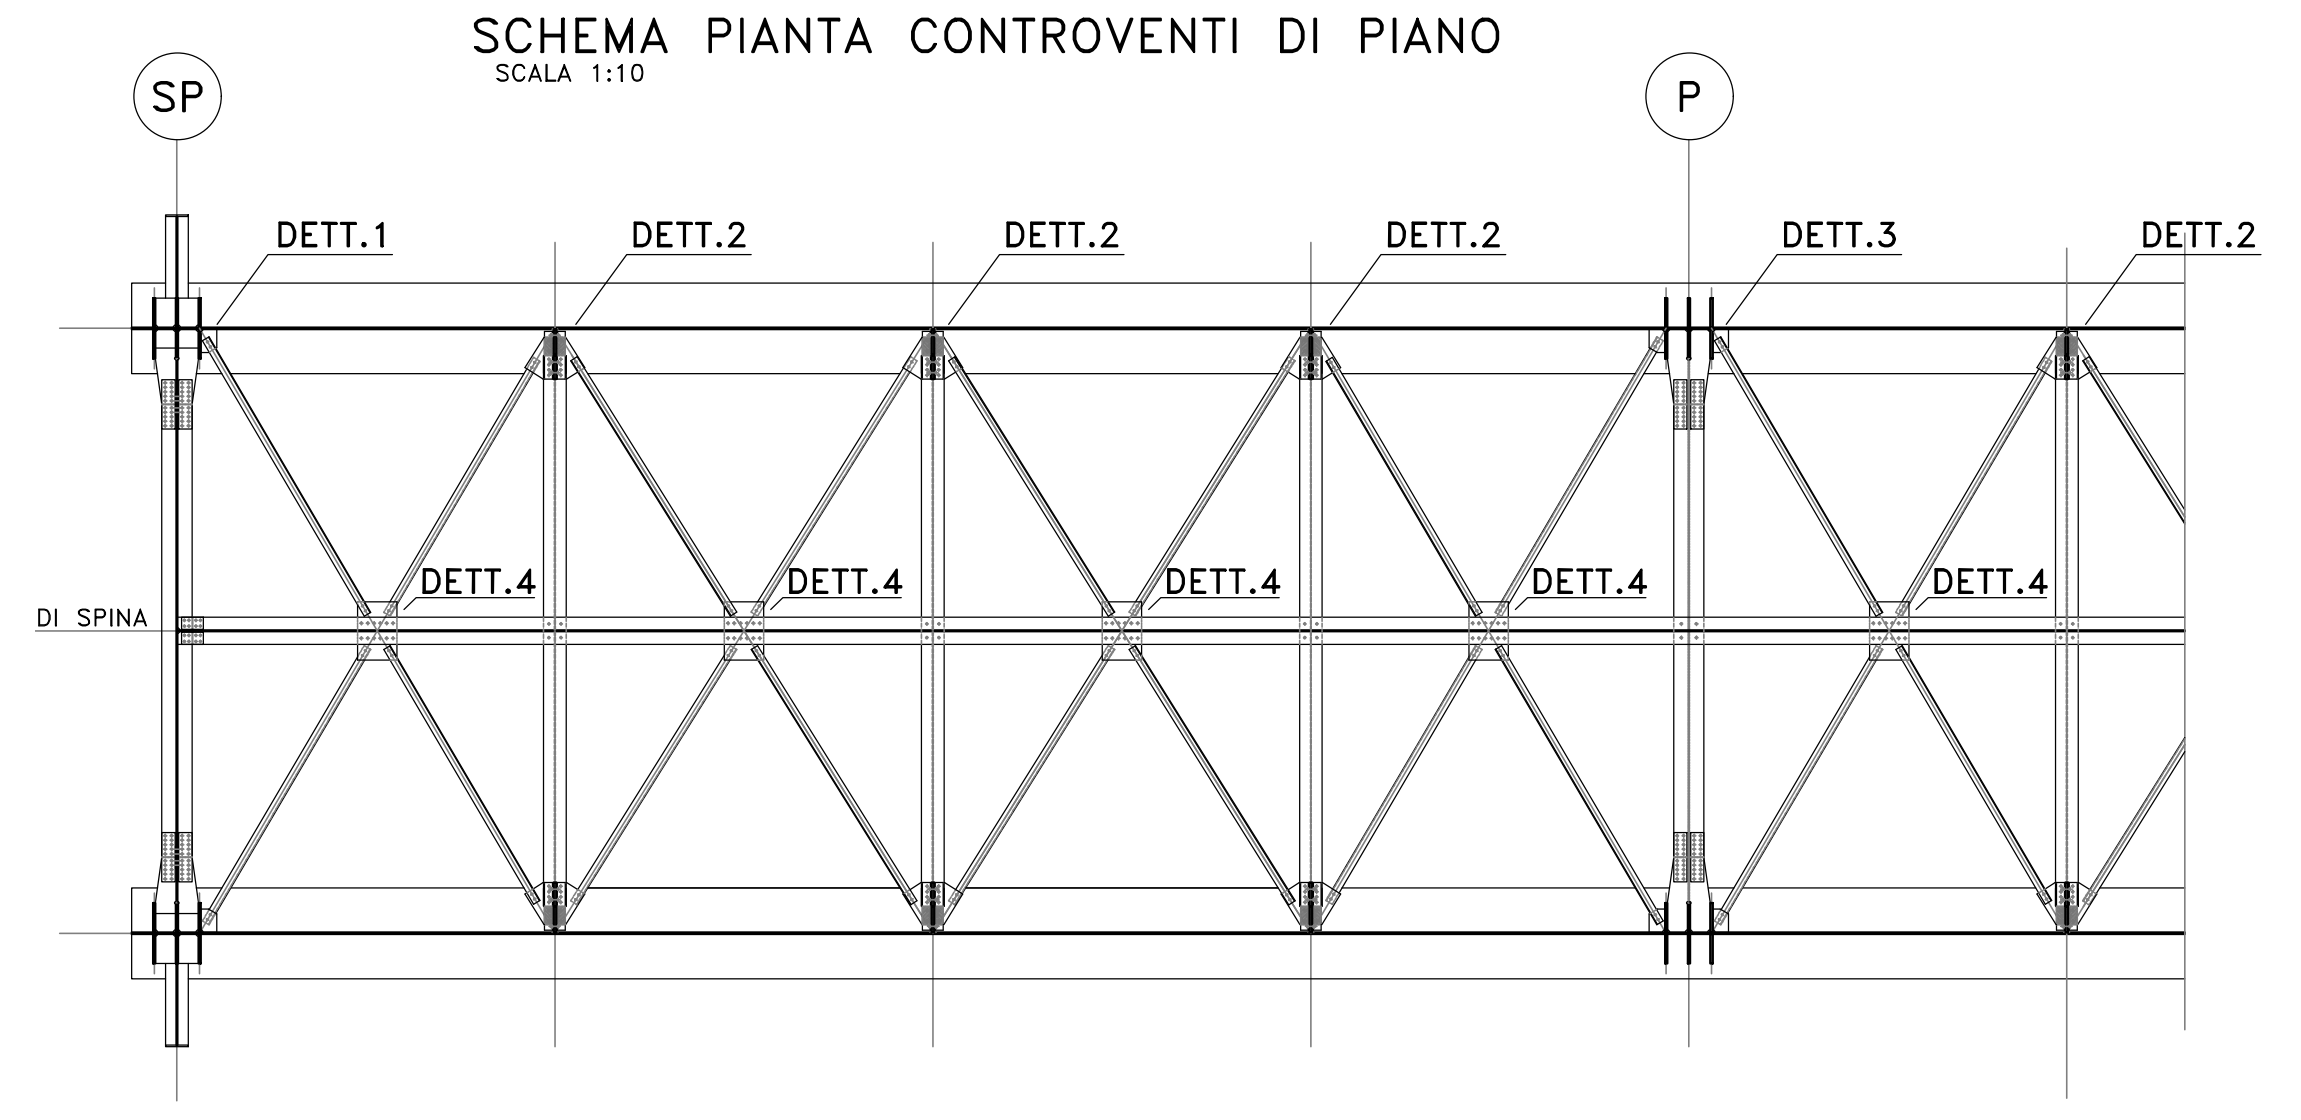 SCHEMA PIANTA CONTROVENTI DI PIANO
SCALA 1:10
SP
P
DETT.1
DETT.2
DETT.2
DETT.2
DETT.3
DETT.2
DETT.4
DETT.4
DETT.4
DETT.4
DETT.4
DI SPINA